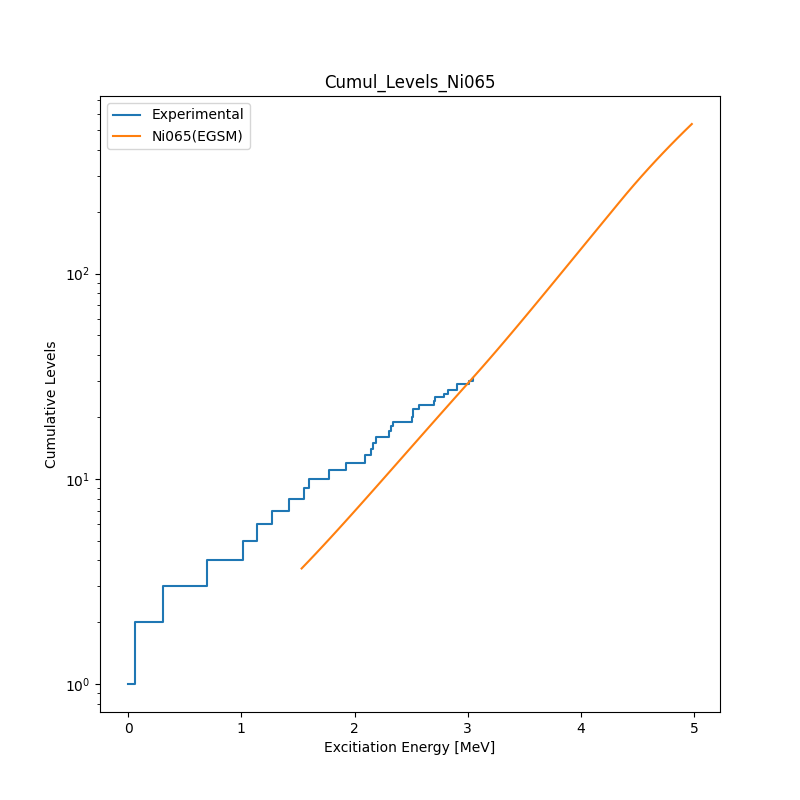 Cumul_Levels_Ni065
Experimental
Ni065(EGSM)
Cumulative Levels
10²
10¹
10⁰
0 1 2 3 4 5
Excitiation Energy [MeV]